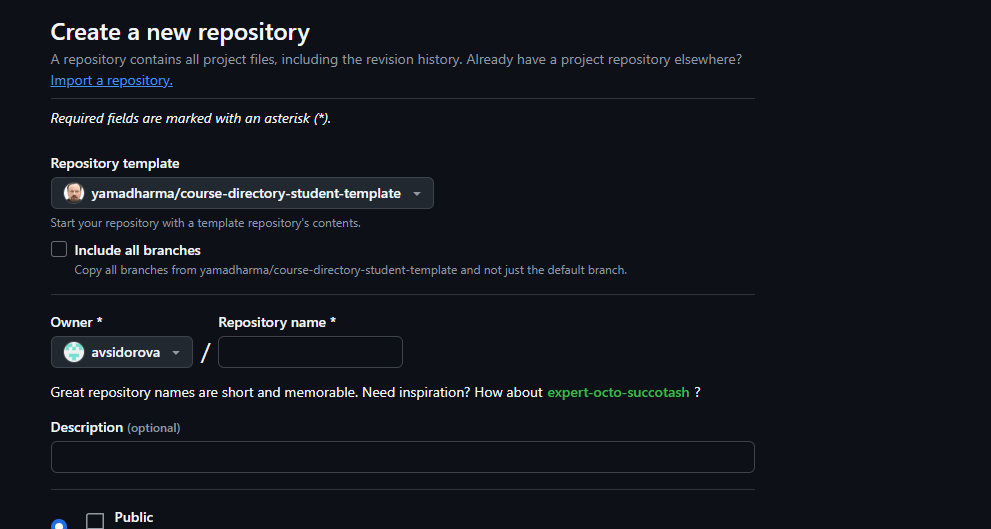 Create a new repository
A repository contains all project files, including the revision history. Already have a project repository elsewhere?
Import a repository.
Required fields are marked with an asterisk (*).
Repository template
yamadharma/course-directory-student-template
Start your repository with a template repository's contents.
Include all branches
Copy all branches from yamadharma/course-directory-student-template and not just the default branch.
Owner * Repository name *
avsidorova /
Great repository names are short and memorable. Need inspiration? How about expert-octo-succotash ?
Description (optional)
Public